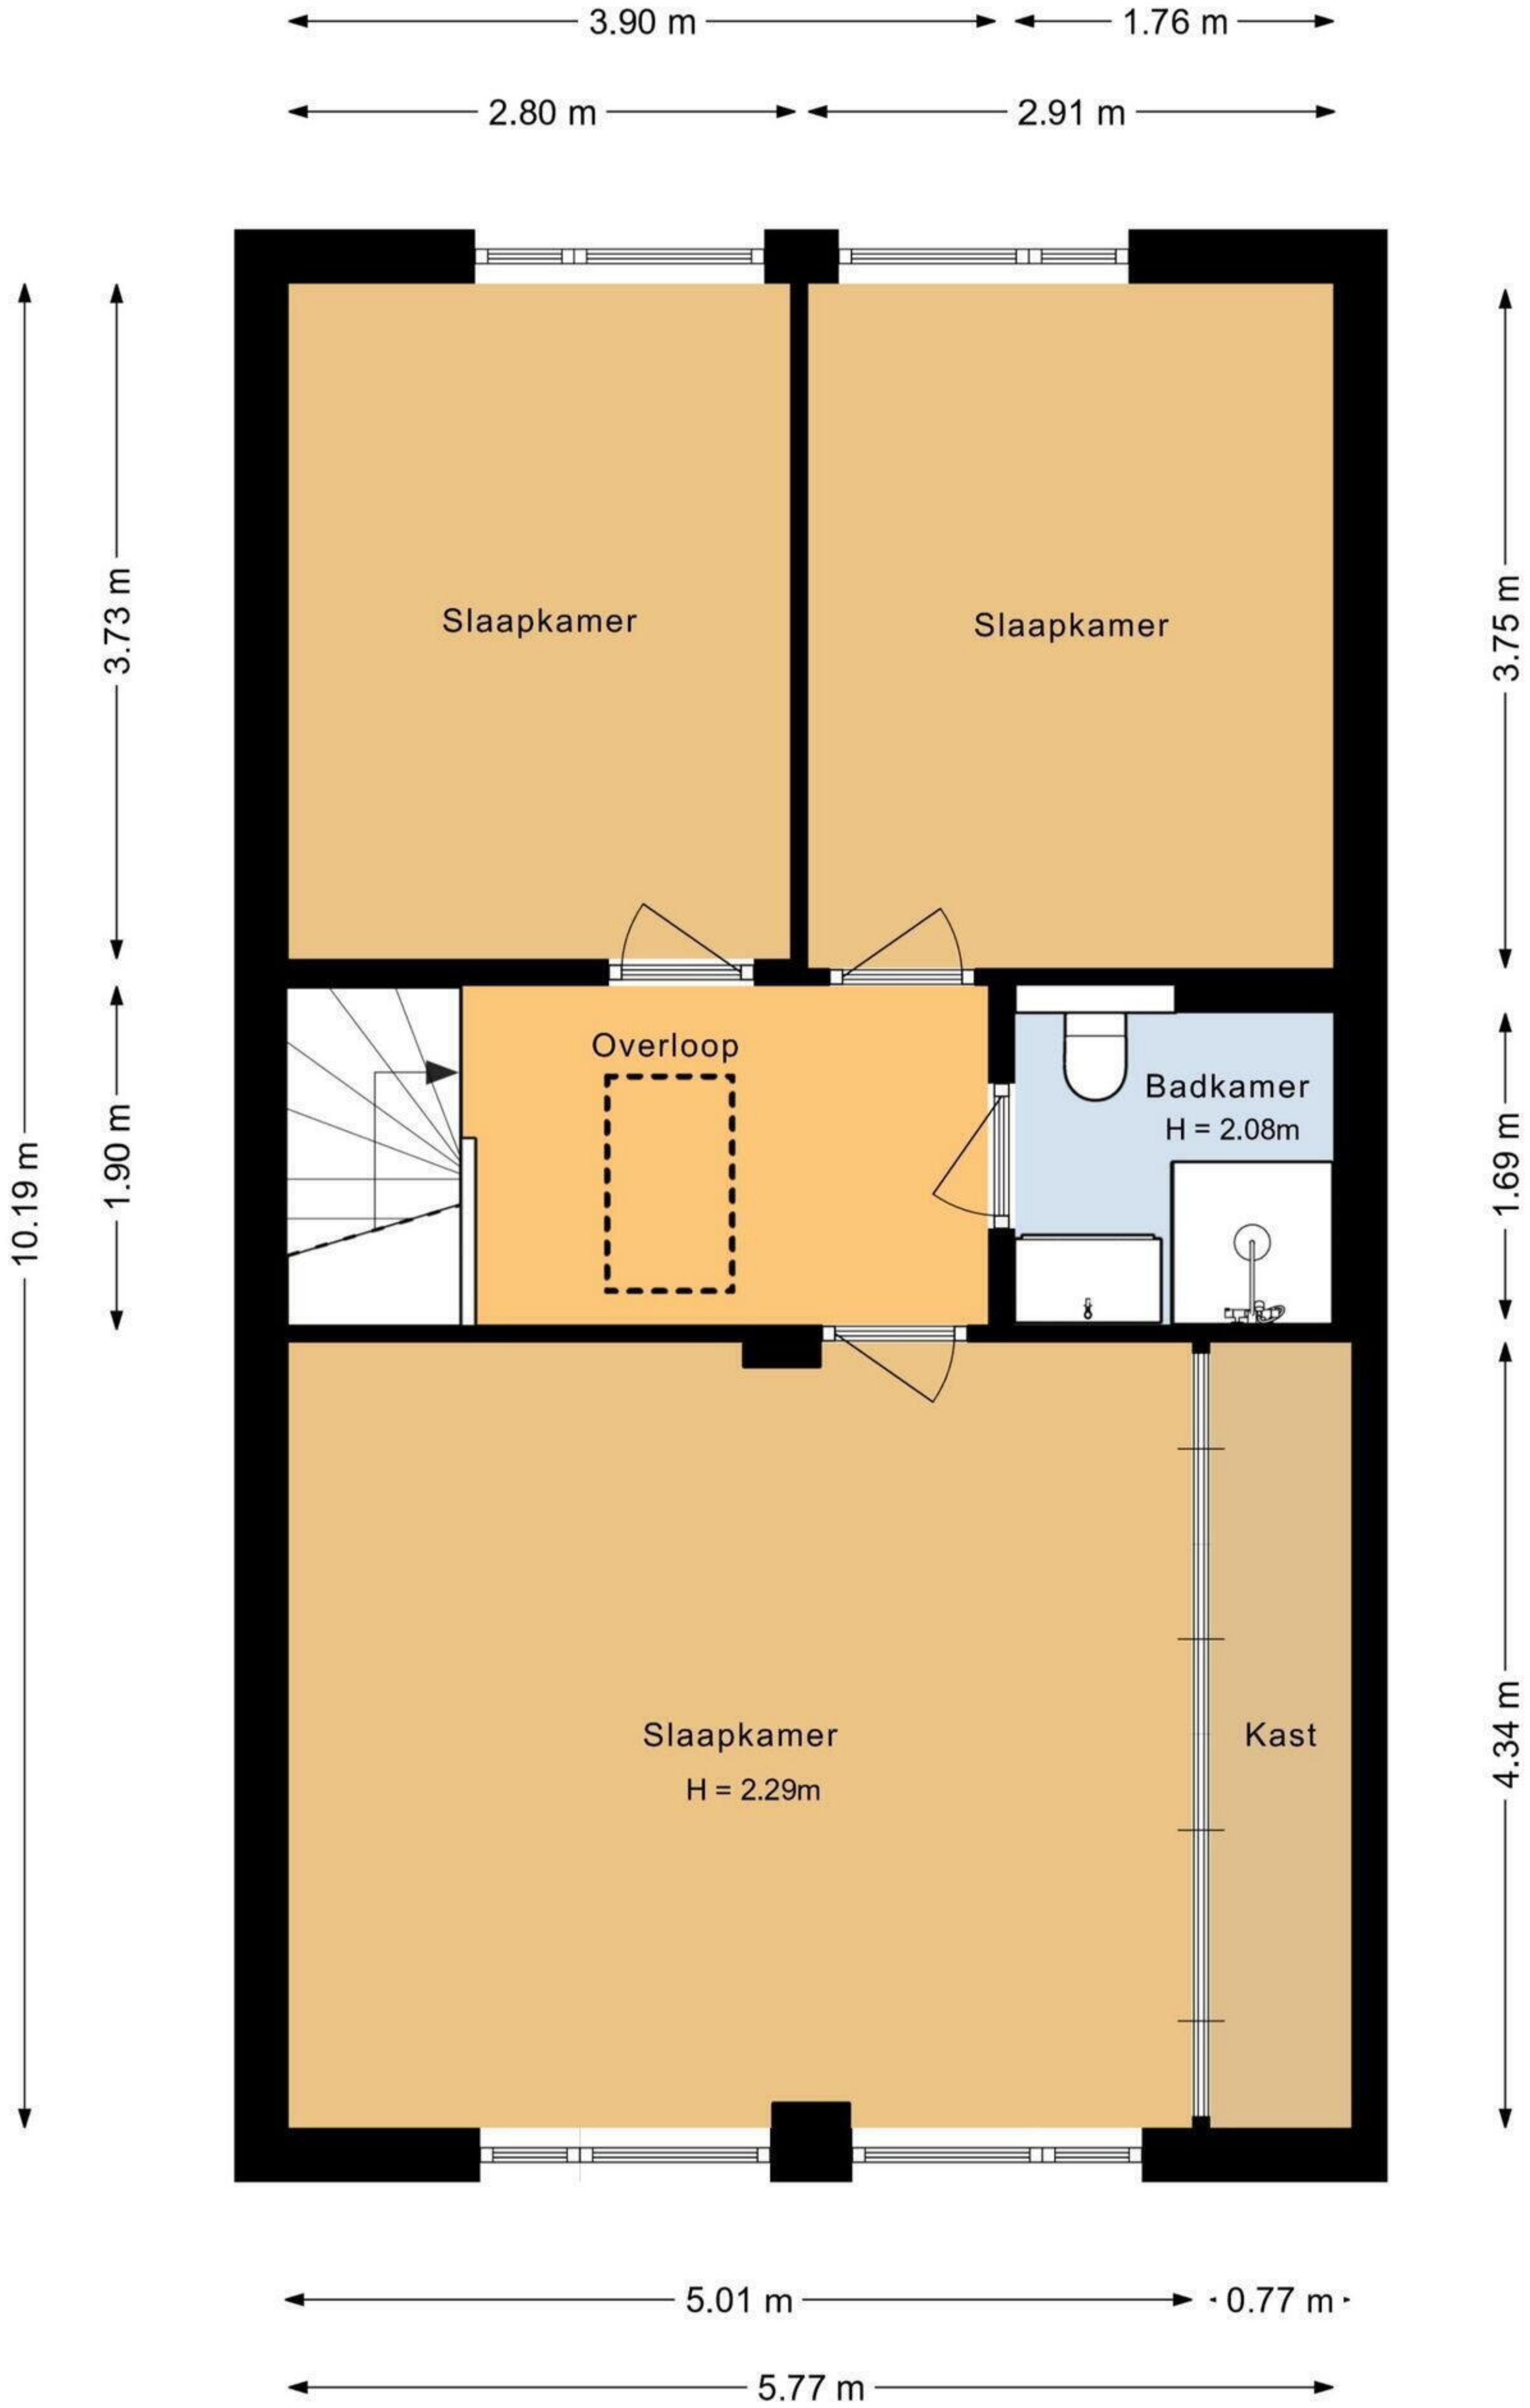 3.90 m
1.76 m
2.80 m
2.91 m
Slaapkamer
Slaapkamer
3.73 m
3.75 m
Overloop
Badkamer
H = 2.08m
10.19 m
1.90 m
1.69 m
Slaapkamer
H = 2.29m
Kast
4.34 m
5.01 m
0.77 m
5.77 m